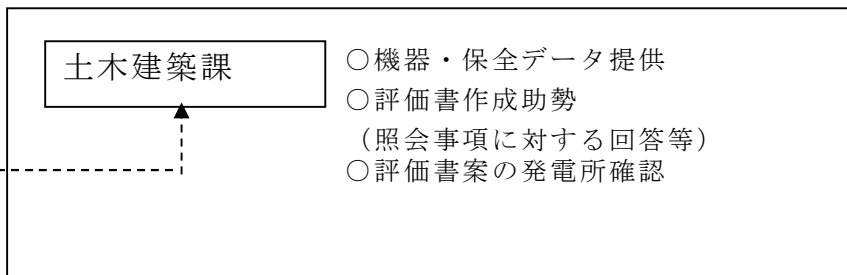 土木建築課
○機器・保全データ提供
○評価書作成助勢
（照会事項に対する回答等）
○評価書案の発電所確認